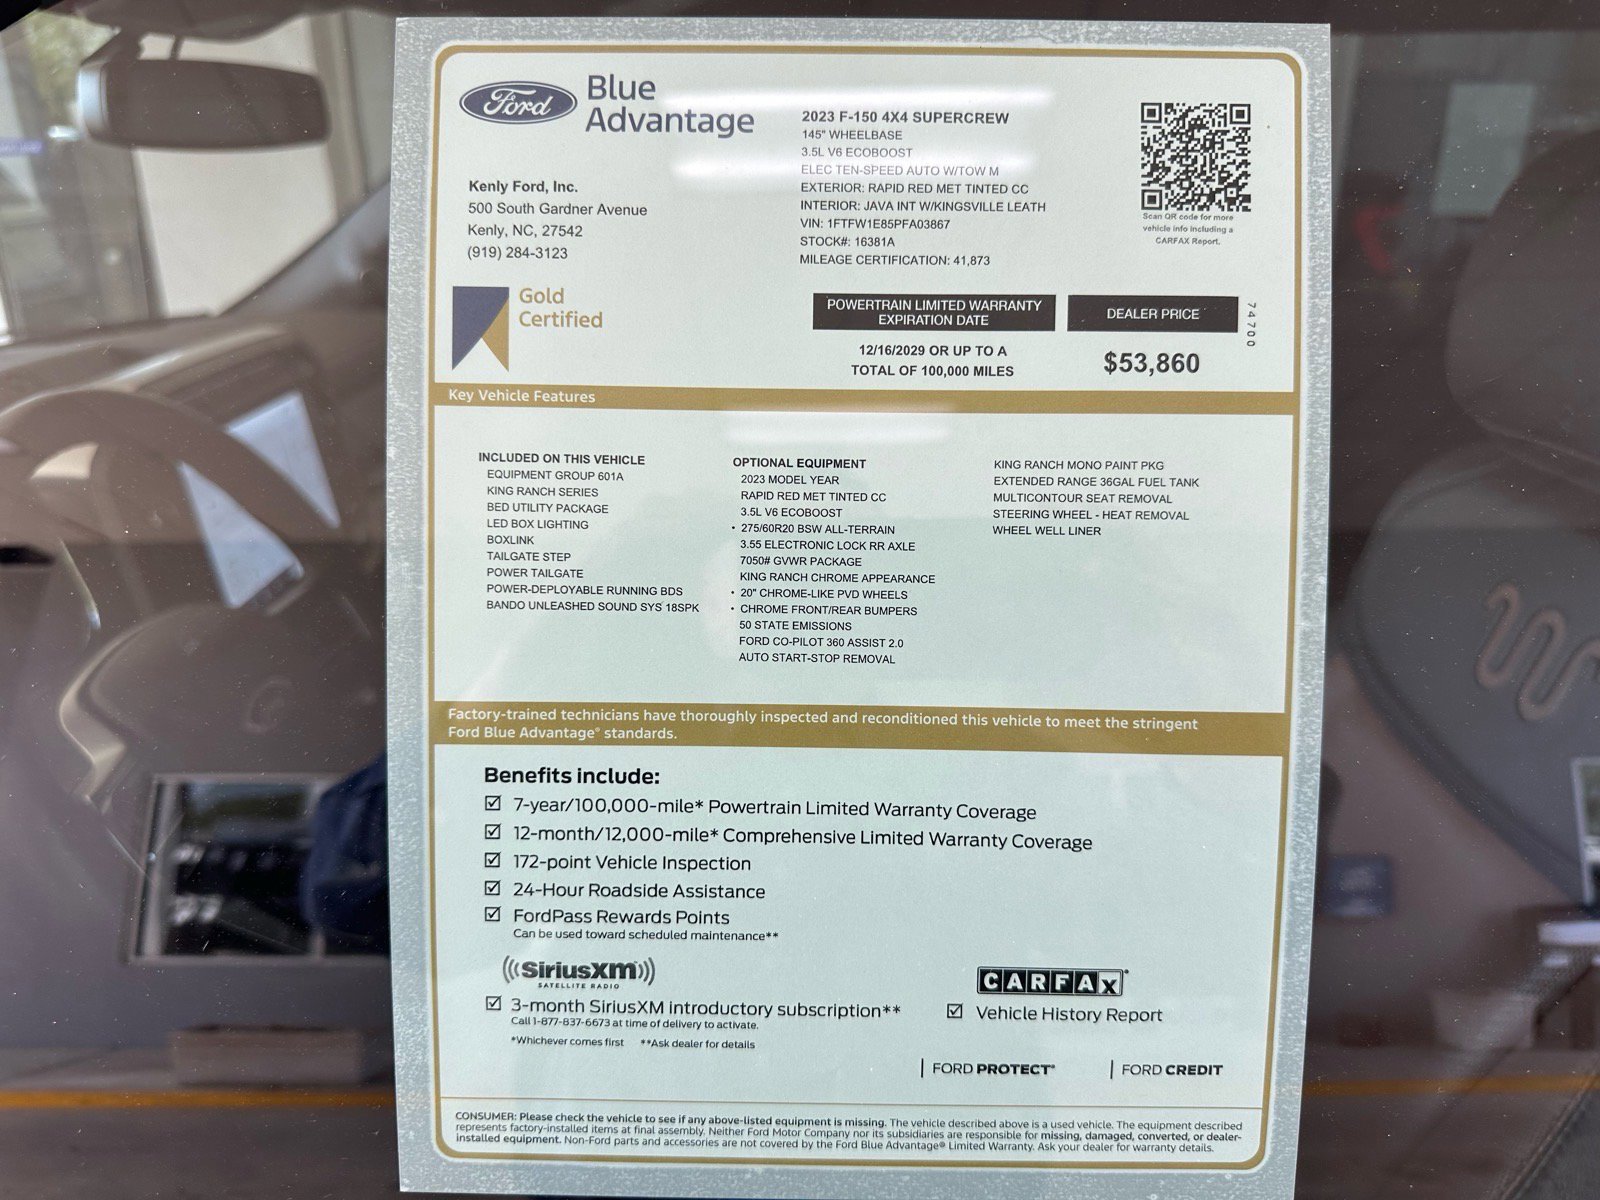 Ford
Blue
Advantage
Kenly Ford, Inc.
500 South Gardner Avenue
Kenly, NC, 27542
(919) 284-3123
2023 F-150 4X4 SUPERCREW
145" WHEELBASE
3.5L V6 ECOBOOST
ELEC TEN-SPEED AUTO W/TOW M
EXTERIOR: RAPID RED MET TINTED CC
INTERIOR: JAVA INT W/KINGSVILLE LEATH
VIN: 1FTFW1E85PFA03867
STOCK#: 16381A
MILEAGE CERTIFICATION: 41,873
Scan QR code for more
vehicle info including a
CARFAX Report.
Gold
Certified
POWERTRAIN LIMITED WARRANTY
EXPIRATION DATE
12/16/2029 OR UP TO A
TOTAL OF 100,000 MILES
DEALER PRICE
$53,860
74700
Key Vehicle Features
INCLUDED ON THIS VEHICLE
EQUIPMENT GROUP 601A
KING RANCH SERIES
BED UTILITY PACKAGE
LED BOX LIGHTING
BOXLINK
TAILGATE STEP
POWER TAILGATE
POWER-DEPLOYABLE RUNNING BDS
BANDO UNLEASHED SOUND SYS 18SPK
OPTIONAL EQUIPMENT
2023 MODEL YEAR
RAPID RED MET TINTED CC
3.5L V6 ECOBOOST
• 275/60R20 BSW ALL-TERRAIN
3.55 ELECTRONIC LOCK RR AXLE
7050# GVWR PACKAGE
KING RANCH CHROME APPEARANCE
• 20" CHROME-LIKE PVD WHEELS
• CHROME FRONT/REAR BUMPERS
50 STATE EMISSIONS
FORD CO-PILOT 360 ASSIST 2.0
AUTO START-STOP REMOVAL
KING RANCH MONO PAINT PKG
EXTENDED RANGE 36GAL FUEL TANK
MULTICONTOUR SEAT REMOVAL
STEERING WHEEL - HEAT REMOVAL
WHEEL WELL LINER
Factory-trained technicians have thoroughly inspected and reconditioned this vehicle to meet the stringent
Ford Blue Advantage® standards.
Benefits include:
7-year/100,000-mile* Powertrain Limited Warranty Coverage
12-month/12,000-mile* Comprehensive Limited Warranty Coverage
172-point Vehicle Inspection
24-Hour Roadside Assistance
FordPass Rewards Points
Can be used toward scheduled maintenance**
SiriusXM
SATELLITE RADIO
3-month SiriusXM introductory subscription**
Call 1-877-837-6673 at time of delivery to activate.
*Whichever comes first **Ask dealer for details
CARFAX
Vehicle History Report
FORD PROTECT®
FORD CREDIT
CONSUMER: Please check the vehicle to see if any above-listed equipment is missing. The vehicle described above is a used vehicle. The equipment described
represents factory-installed items at final assembly. Neither Ford Motor Company nor its subsidiaries are responsible for missing, damaged, converted, or dealer-
installed equipment. Non-Ford parts and accessories are not covered by the Ford Blue Advantage® Limited Warranty. Ask your dealer for warranty details.